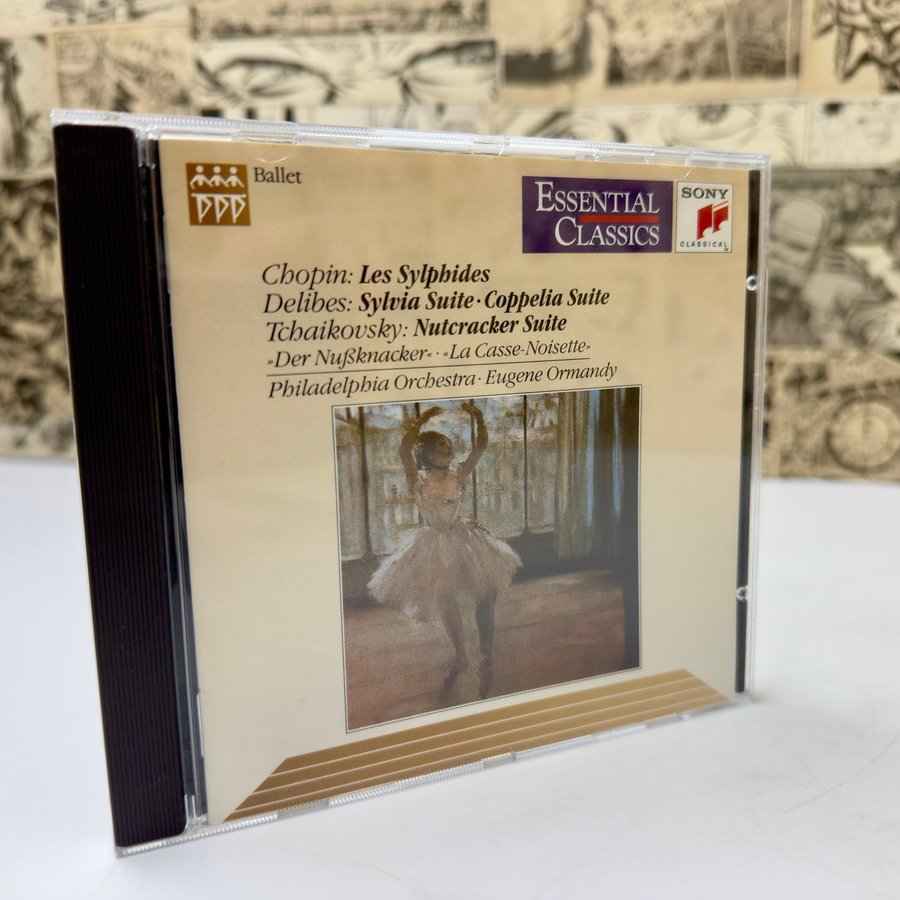 Ballet
ESSENTIAL
CLASSICS
SONY
CLASSICAL
Chopin: Les Sylphides
Delibes: Sylvia Suite · Coppelia Suite
Tchaikovsky: Nutcracker Suite
»Der Nußknacker« · «La Casse-Noisette»
Philadelphia Orchestra · Eugene Ormandy